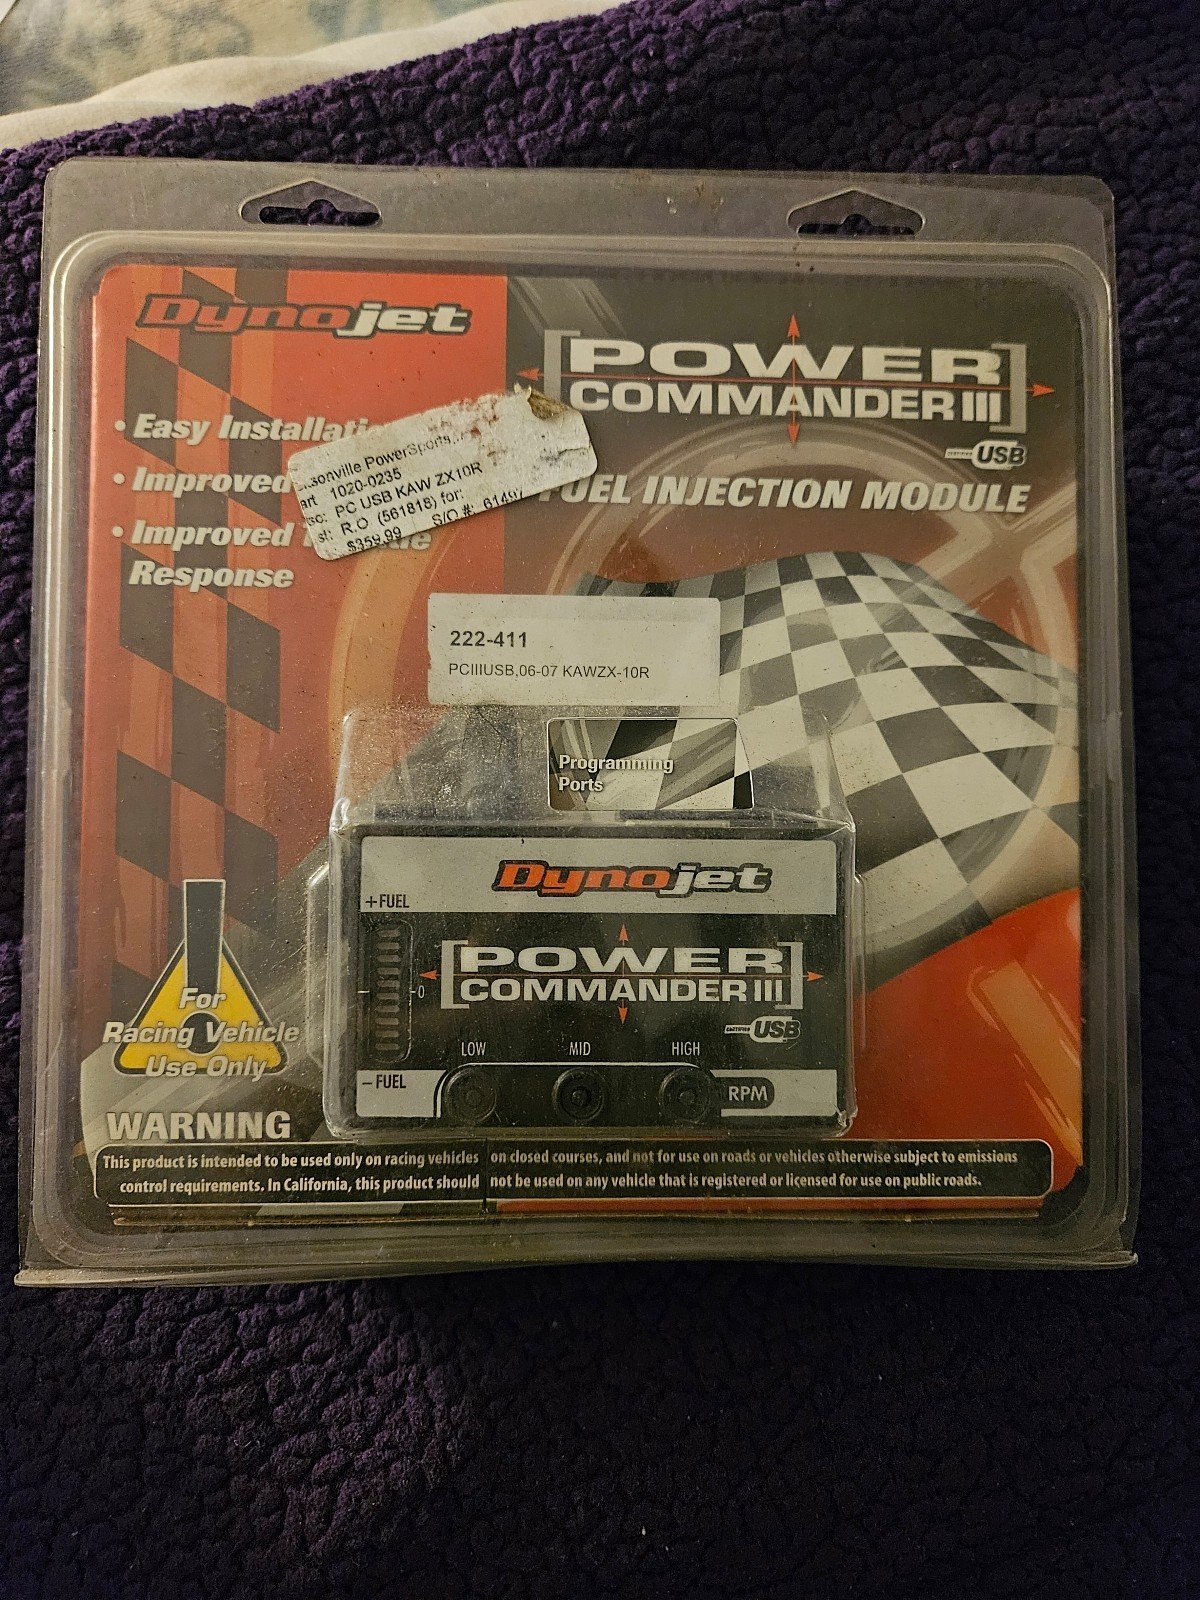 Dynojet
POWER
COMMANDER III
CERTIFIED USB
FUEL INJECTION MODULE
• Easy
• Improved
• Improved
Response
PowerSports
1020-0235
PC USB KAW ZX10R
R.O (561818) for:
$359.99 S/O #:
222-411
PCIIIUSB,06-07 KAWZX-10R
Programming
Ports
Dynojet
+FUEL
POWER
COMMANDER III
0
CERTIFIED USB
LOW MID HIGH
–FUEL
RPM
For
Racing Vehicle
Use Only
WARNING
This product is intended to be used only on racing vehicles on closed courses, and not for use on roads or vehicles otherwise subject to emissions
control requirements. In California, this product should not be used on any vehicle that is registered or licensed for use on public roads.